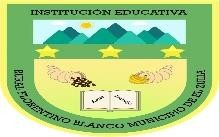 INSTITUCIÓN EDUCATIVA
RURAL FLORENTINO BLANCO MUNICIPIO DE EL ZULIA